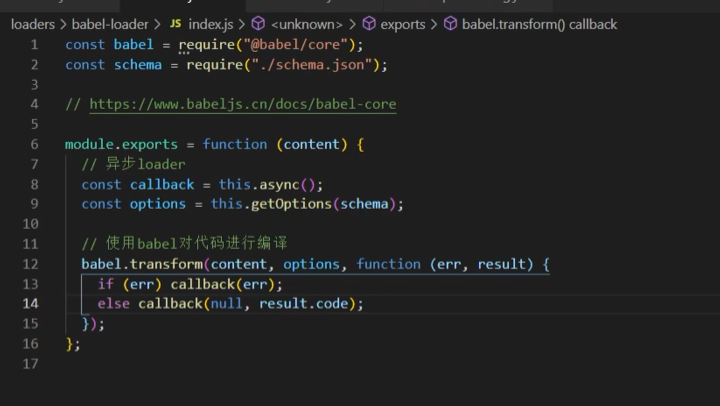 loaders > babel-loader > JS index.js > <unknown> > exports > babel.transform() callback
1 const babel = require("@babel/core");
2 const schema = require("./schema.json");
3
4 // https://www.babeljs.cn/docs/babel-core
5
6 module.exports = function (content) {
7 // 异步loader
8 const callback = this.async();
9 const options = this.getOptions(schema);
10
11 // 使用babel对代码进行编译
12 babel.transform(content, options, function (err, result) {
13 if (err) callback(err);
14 else callback(null, result.code);
15 });
16 };
17